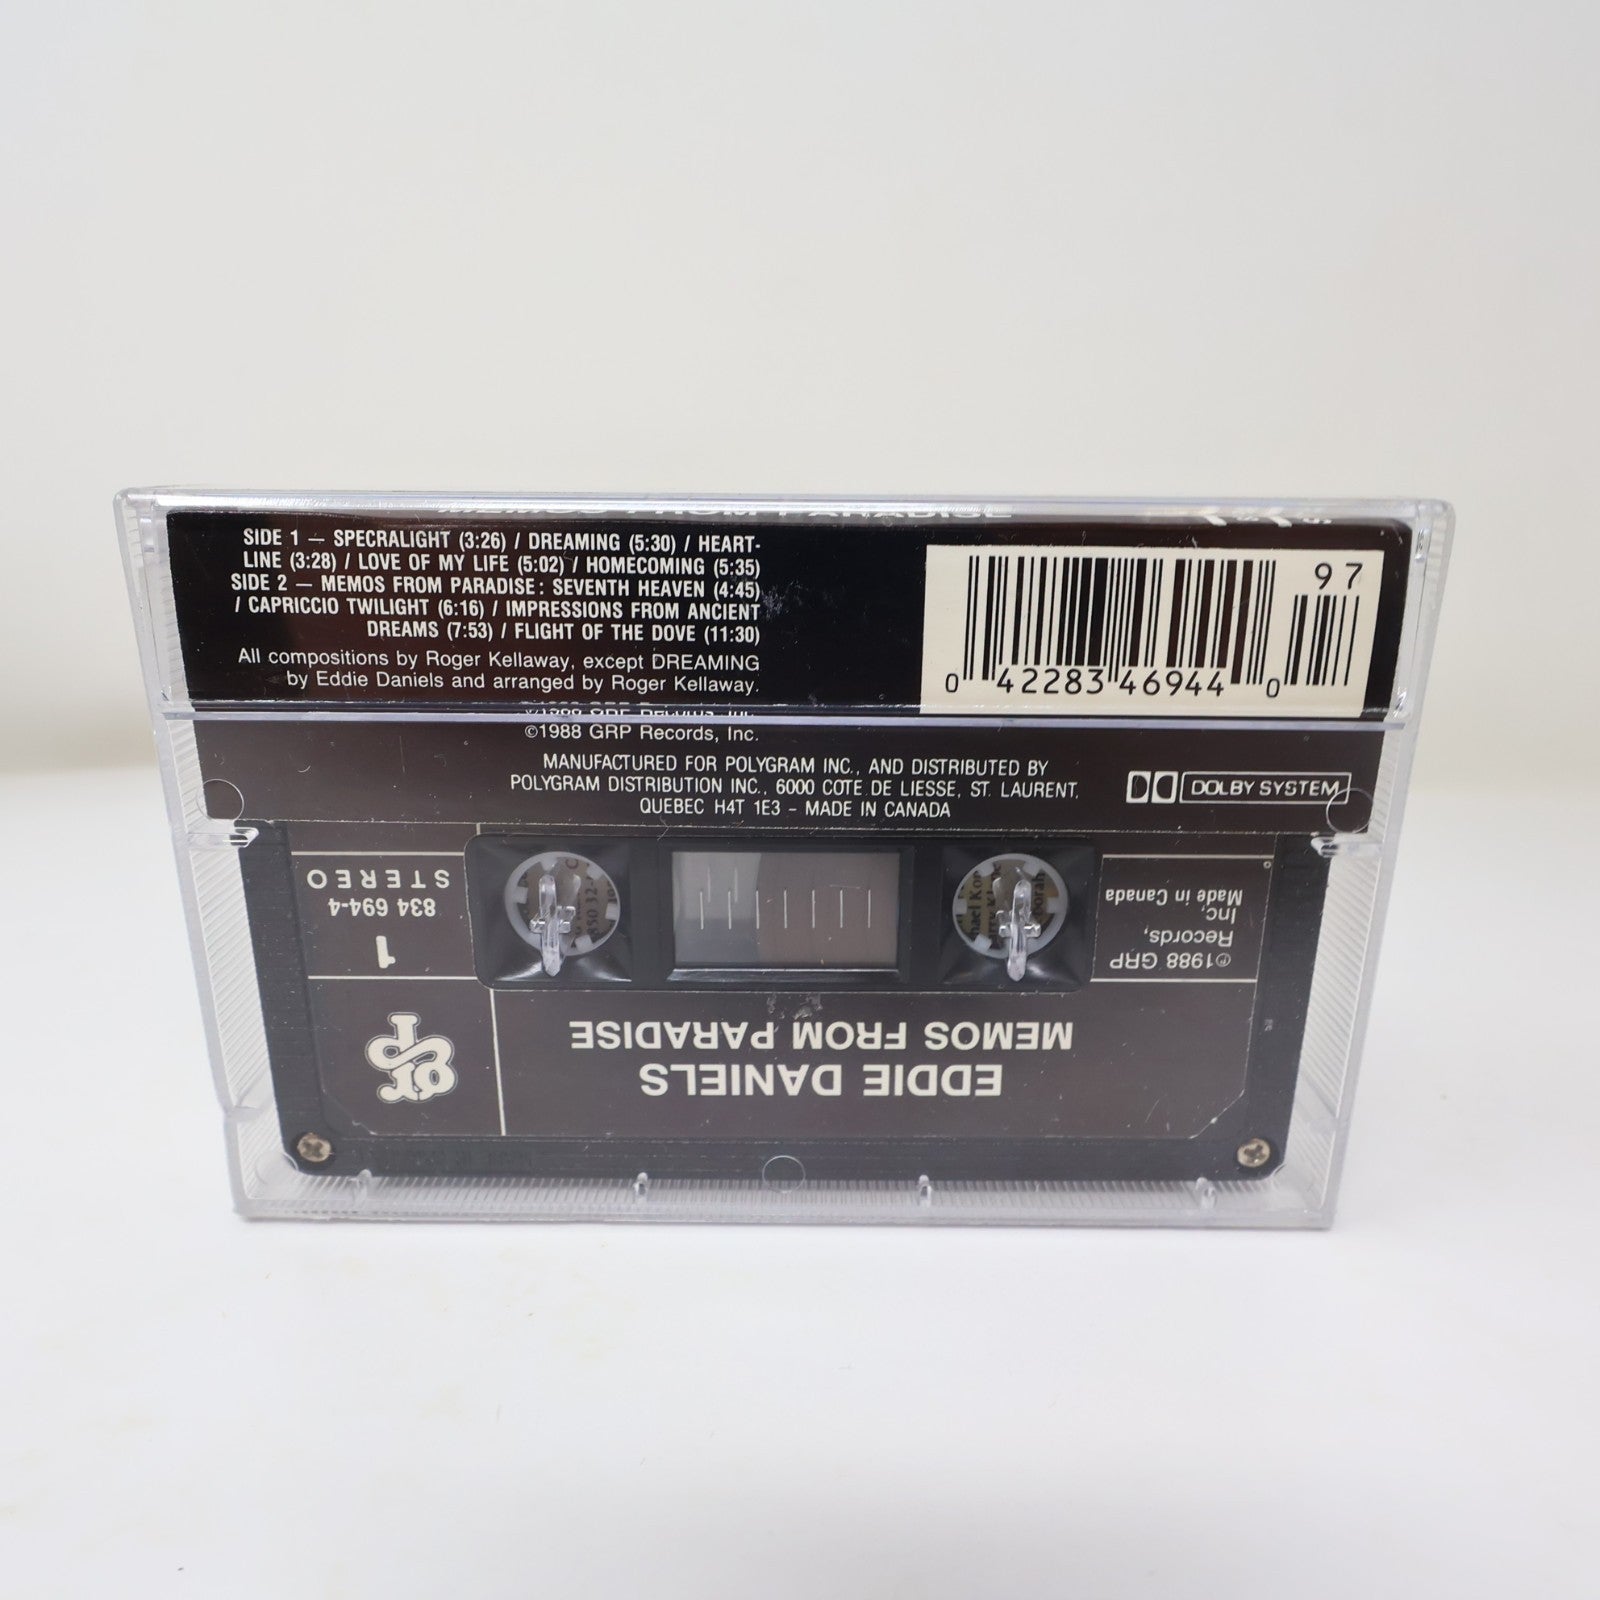 SIDE 1 — SPECRALIGHT (3:26) / DREAMING (5:30) / HEART-
LINE (3:28) / LOVE OF MY LIFE (5:02) / HOMECOMING (5:35)
SIDE 2 — MEMOS FROM PARADISE: SEVENTH HEAVEN (4:45)
/ CAPRICCIO TWILIGHT (6:16) / IMPRESSIONS FROM ANCIENT
DREAMS (7:53) / FLIGHT OF THE DOVE (11:30)
All compositions by Roger Kellaway, except DREAMING
by Eddie Daniels and arranged by Roger Kellaway.
97
0 42283 46944 0
©1988 GRP Records, Inc.
MANUFACTURED FOR POLYGRAM INC., AND DISTRIBUTED BY
POLYGRAM DISTRIBUTION INC., 6000 COTE DE LIESSE, ST. LAURENT,
QUEBEC H4T 1E3 - MADE IN CANADA
DOLBY SYSTEM
EDDIE DANIELS
MEMOS FROM PARADISE
grp
℗1988 GRP
Records,
Inc,
Made in Canada
1
834 694-4
STEREO